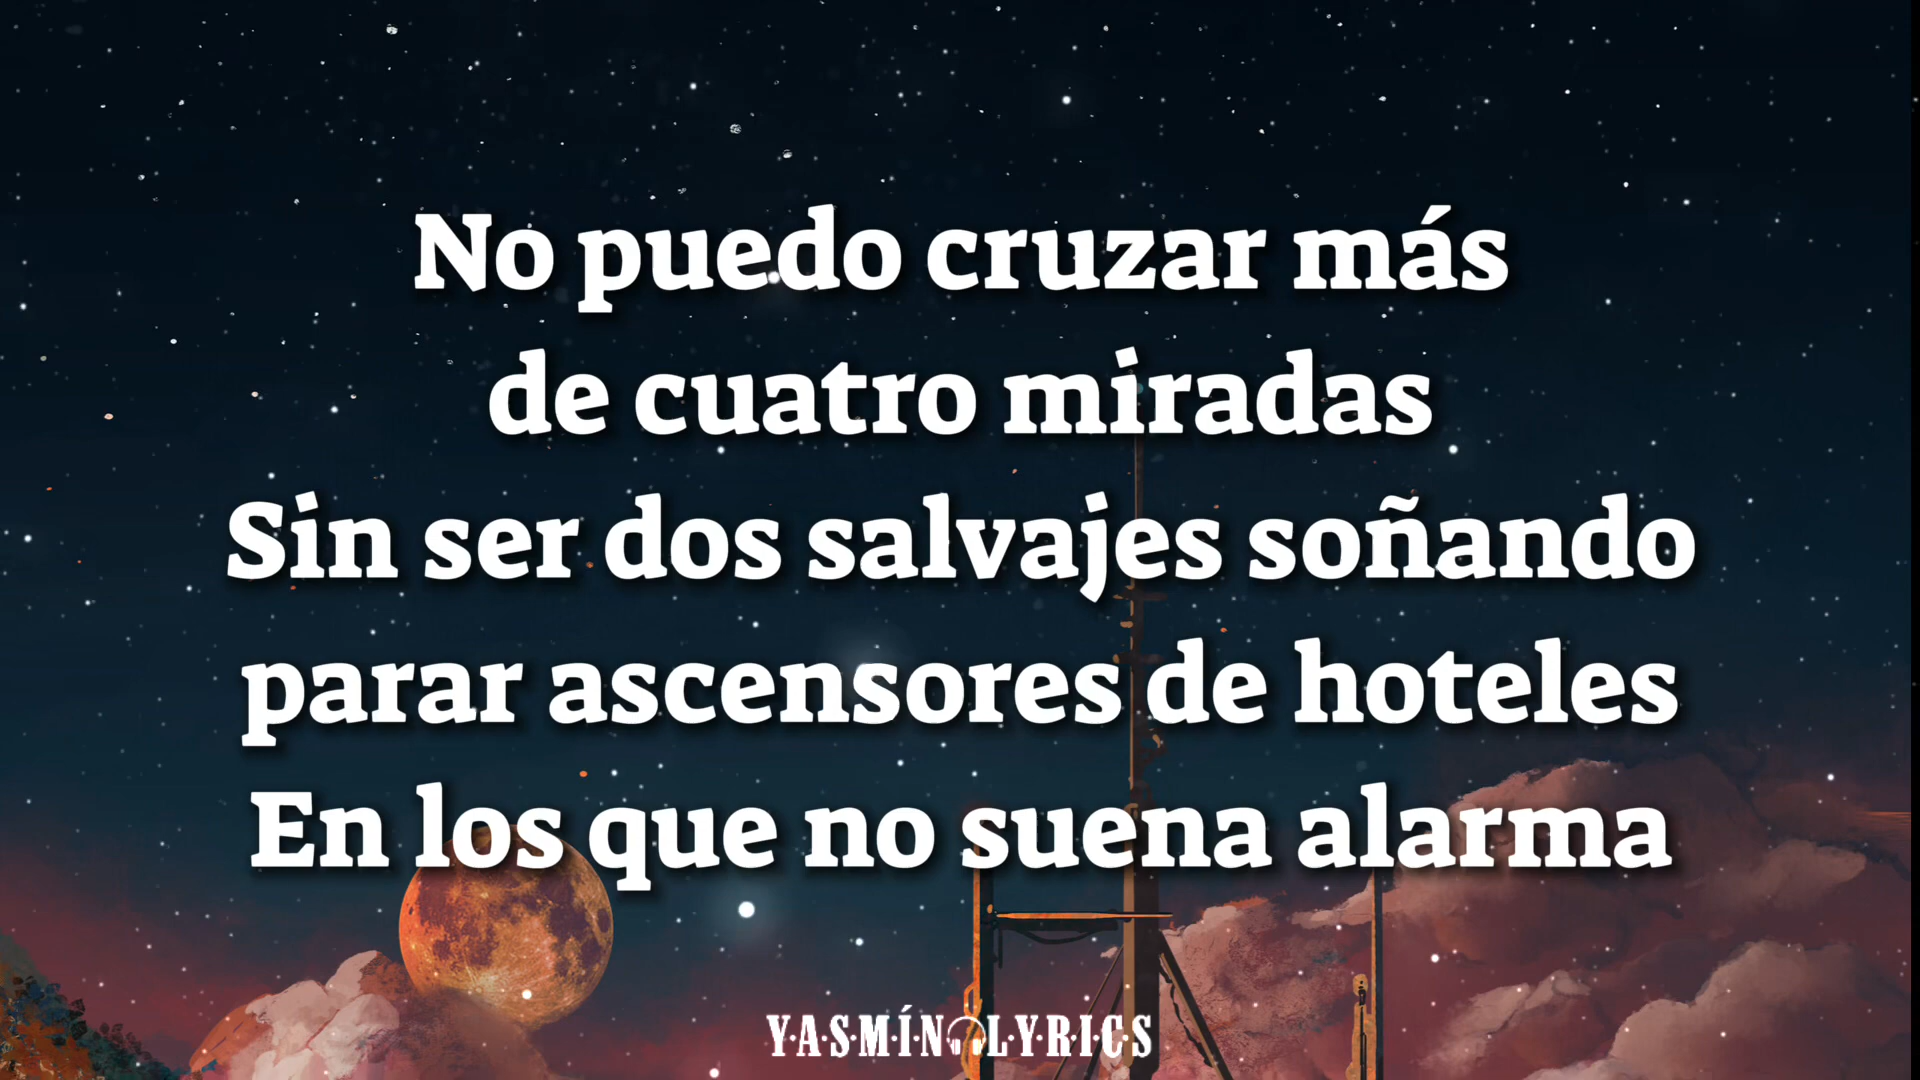 No puedo cruzar más
de cuatro miradas
Sin ser dos salvajes soñando
parar ascensores de hoteles
En los que no suena alarma
YASMÍN LYRICS